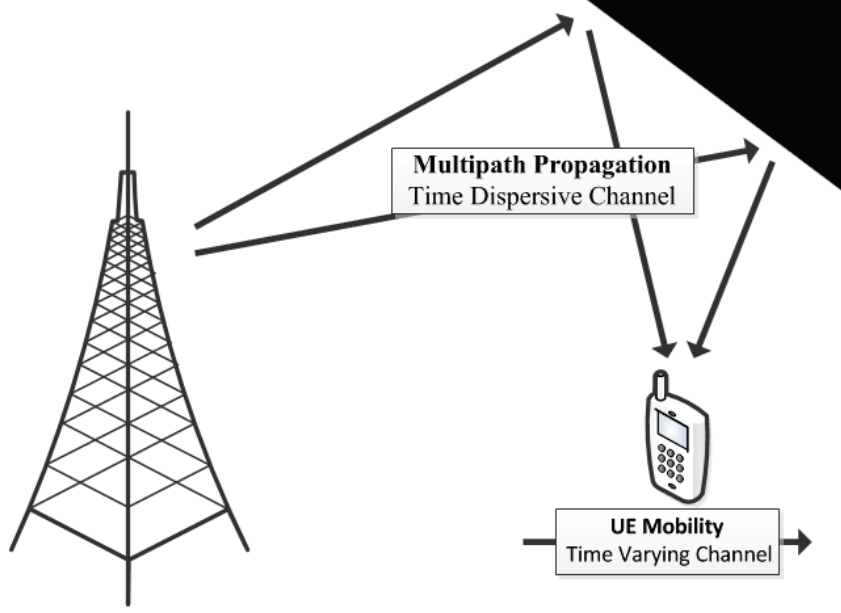 Multipath Propagation
Time Dispersive Channel
UE Mobility
Time Varying Channel